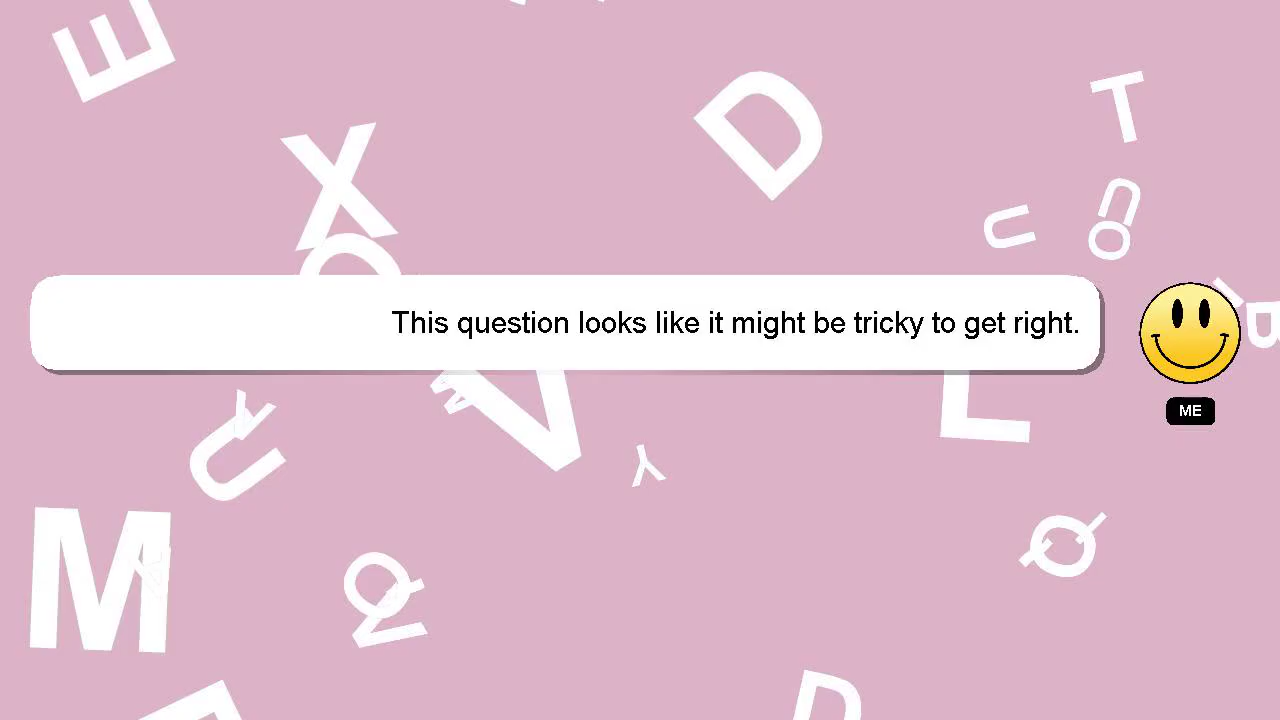 This question looks like it might be tricky to get right.
ME
E
X
D
T
U
U
O
R
V
L
Y
U
Y
M
Q
D